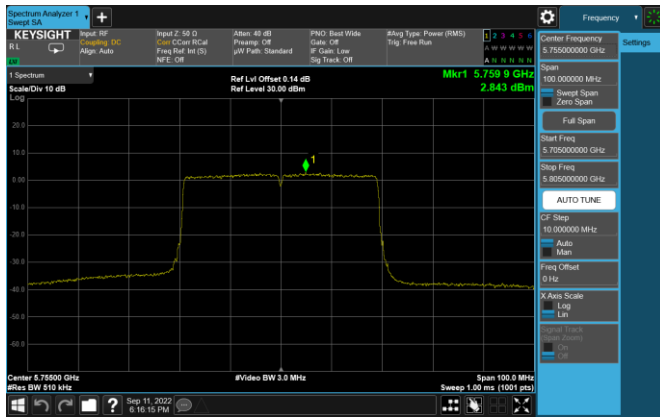 Spectrum Analyzer 1
Swept SA
+
Frequency
KEYSIGHT
R L
Input: RF
Coupling: DC
Align: Auto
Input Z: 50 Ω
Corr CCorr RCal
Freq Ref: Int (S)
NFE: Off
Atten: 40 dB
Preamp: Off
µW Path: Standard
PNO: Best Wide
Gate: Off
IF Gain: Low
Sig Track: Off
#Avg Type: Power (RMS)
Trig: Free Run
1 2 3 4 5 6
A W W W W W
A N N N N N
1 Spectrum
Scale/Div 10 dB
Log
Ref Lvl Offset 0.14 dB
Ref Level 30.00 dBm
Mkr1 5.759 9 GHz
2.843 dBm
1
20.0
10.0
0.00
-10.0
-20.0
-30.0
-40.0
-50.0
-60.0
Center 5.75500 GHz
#Res BW 510 kHz
#Video BW 3.0 MHz
Span 100.0 MHz
Sweep 1.00 ms (1001 pts)
Sep 11, 2022
6:16:15 PM
?
Center Frequency
5.755000000 GHz
Settings
Span
100.000000 MHz
Swept Span
Zero Span
Full Span
Start Freq
5.705000000 GHz
Stop Freq
5.805000000 GHz
AUTO TUNE
CF Step
10.000000 MHz
Auto
Man
Freq Offset
0 Hz
X Axis Scale
Log
Lin
Signal Track
(Span Zoom)
On
Off